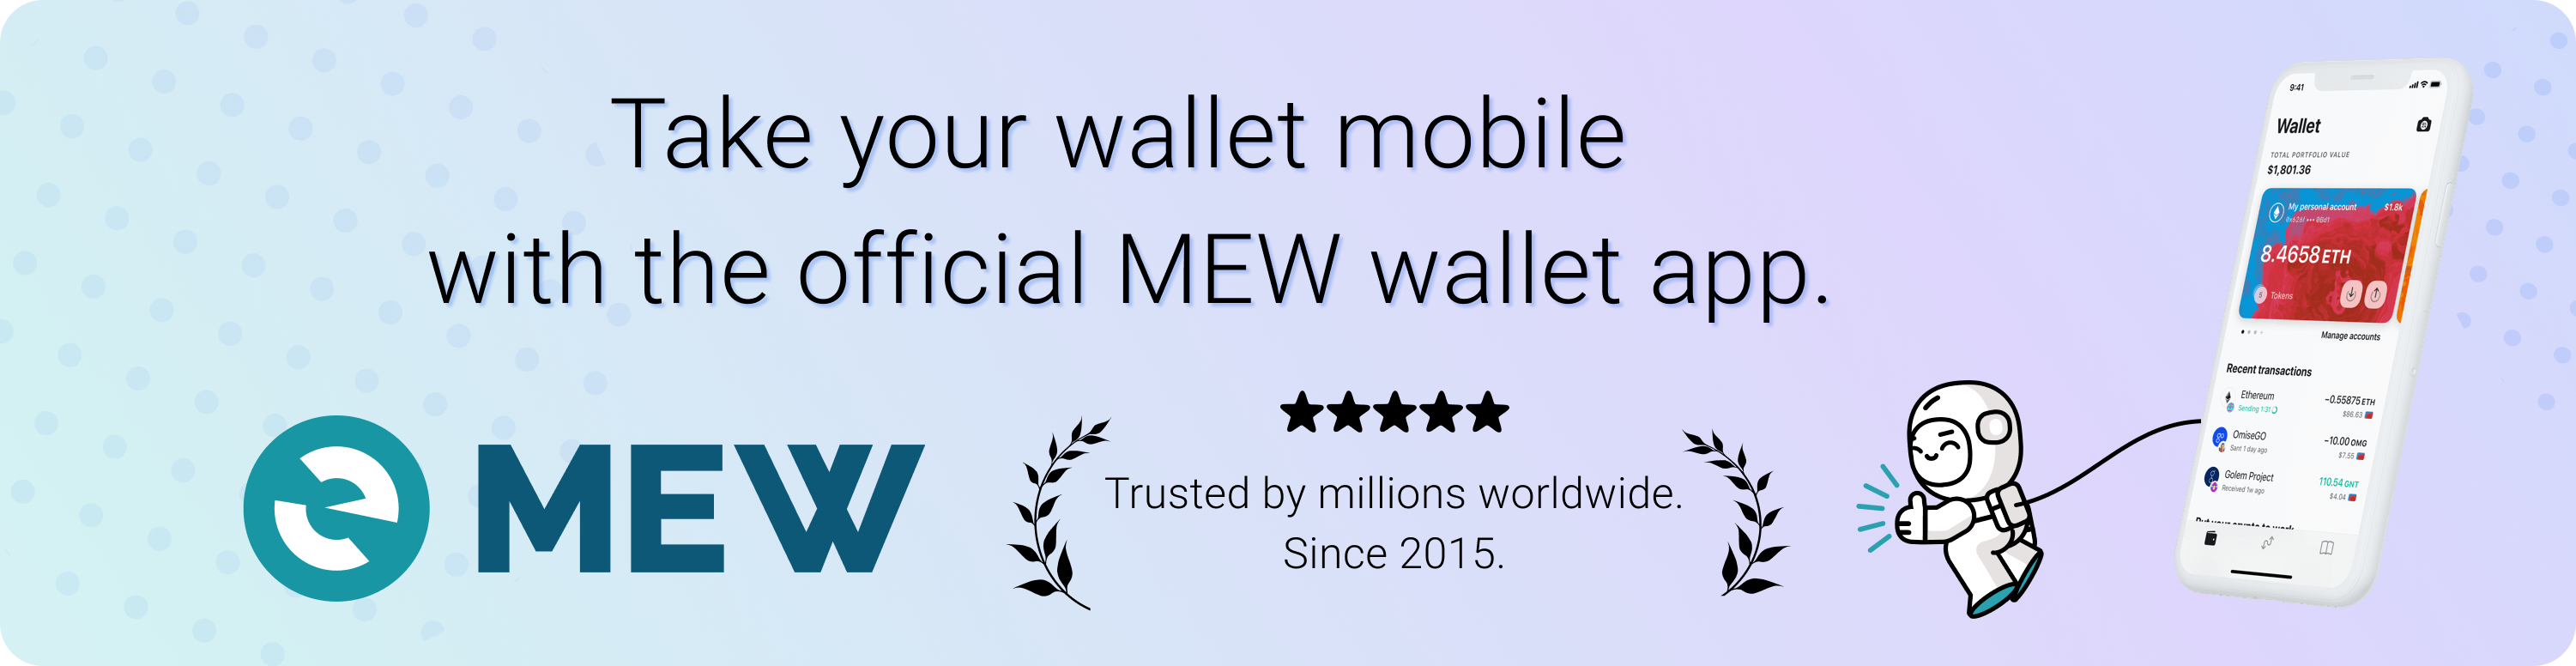 Take your wallet mobile
with the official MEW wallet app.
MEW
Trusted by millions worldwide.
Since 2015.
9:41
Wallet
TOTAL PORTFOLIO VALUE
$1,801.36
My personal account $1.8k
8.4658 ETH
5 Tokens
Manage accounts
Recent transactions
Ethereum −0.55875 ETH
Sending 1:31 $86.63
OmiseGO −10.00 OMG
Sent 1 day ago $7.55
Golem Project 110.54 GNT
Received 1w ago $4.04